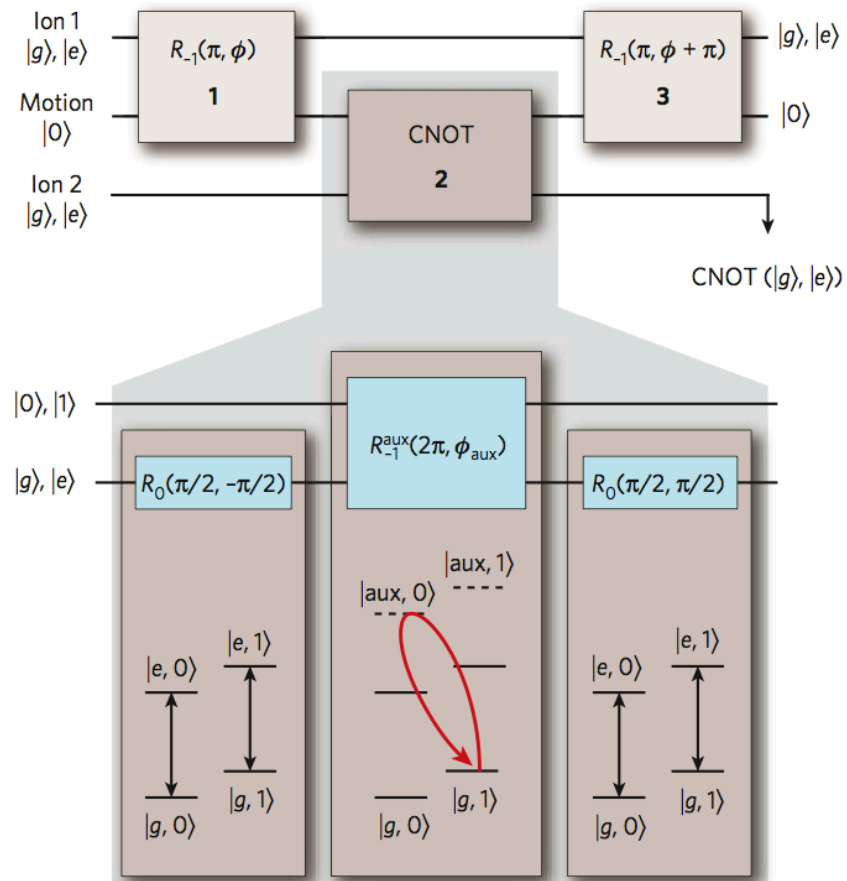 Ion 1
|g⟩, |e⟩
R₋₁(π, ϕ)
1
R₋₁(π, ϕ + π)
3
|g⟩, |e⟩
Motion
|0⟩
CNOT
2
|0⟩
Ion 2
|g⟩, |e⟩
CNOT (|g⟩, |e⟩)
|0⟩, |1⟩
R₋₁^aux(2π, ϕ_aux)
|g⟩, |e⟩
R₀(π/2, −π/2)
R₀(π/2, π/2)
|e, 0⟩
|e, 1⟩
|g, 0⟩
|g, 1⟩
|aux, 0⟩
|aux, 1⟩
|g, 0⟩
|g, 1⟩
|e, 0⟩
|e, 1⟩
|g, 0⟩
|g, 1⟩